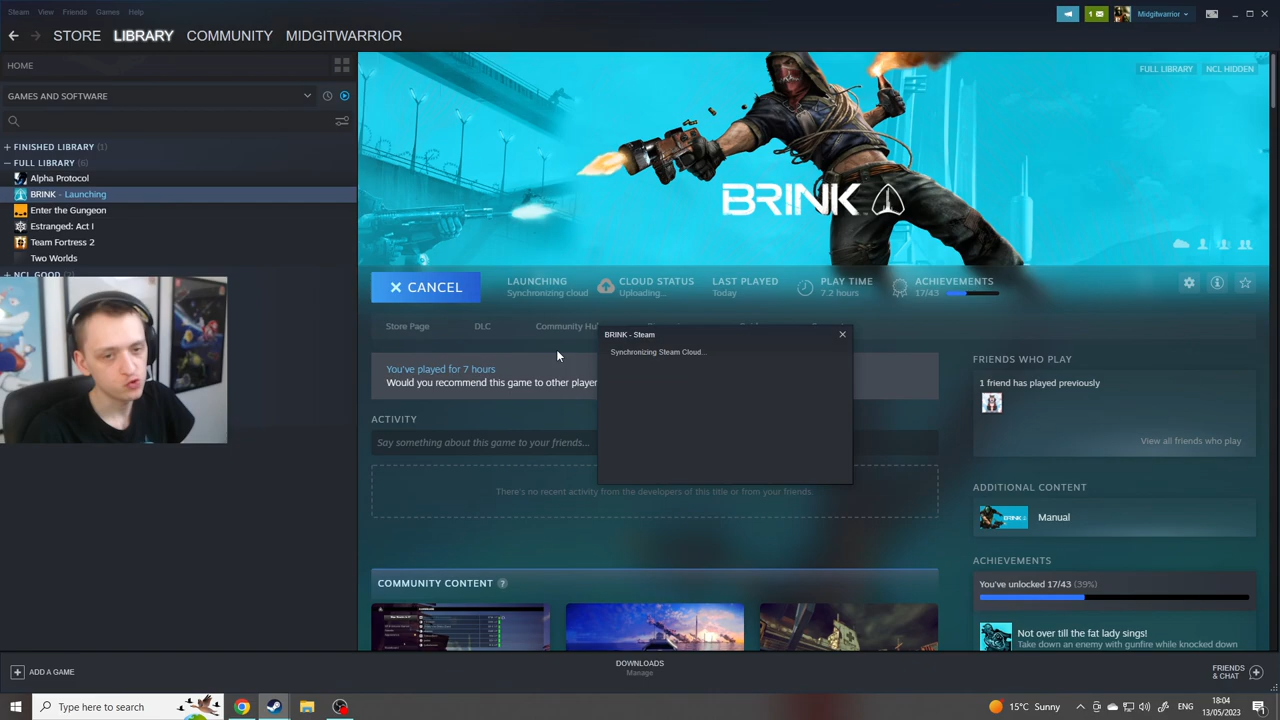 Steam View Friends Games Help
1
Midgitwarrior
STORE LIBRARY COMMUNITY MIDGITWARRIOR
HOME
FULL LIBRARY NCL HIDDEN
GAMES AND SOFTWARE
FINISHED LIBRARY (1)
FULL LIBRARY (6)
Alpha Protocol
BRINK - Launching
Enter the Gungeon
Estranged: Act I
Team Fortress 2
Two Worlds
BRINK
CANCEL
LAUNCHING
Synchronizing cloud
CLOUD STATUS
Uploading...
LAST PLAYED
Today
PLAY TIME
7.2 hours
ACHIEVEMENTS
17/43
Store Page DLC Community Hub
BRINK - Steam
Synchronizing Steam Cloud...
You've played for 7 hours
Would you recommend this game to other player
ACTIVITY
Say something about this game to your friends...
There's no recent activity from the developers of this title or from your friends.
COMMUNITY CONTENT ?
FRIENDS WHO PLAY
1 friend has played previously
View all friends who play
ADDITIONAL CONTENT
BRINK
Manual
ACHIEVEMENTS
You've unlocked 17/43 (39%)
Not over till the fat lady sings!
Take down an enemy with gunfire while knocked down
ADD A GAME
DOWNLOADS
Manage
FRIENDS
& CHAT
Type here to search
15°C Sunny
ENG
18:04
13/05/2023
1